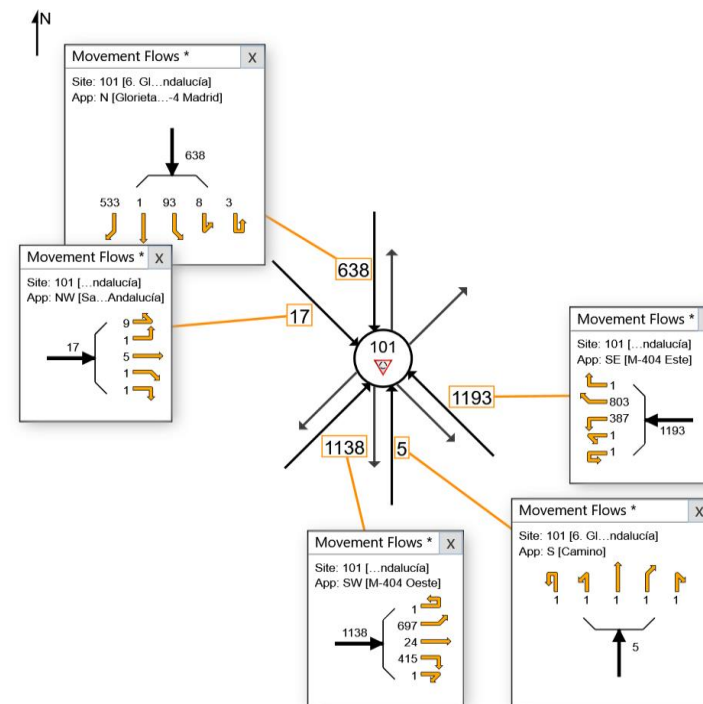 N
Movement Flows * X
Site: 101 [6. Gl...ndalucía]
App: N [Glorieta...-4 Madrid]
638
533 1 93 8 3
Movement Flows * X
Site: 101 [...ndalucía]
App: NW [Sa...Andalucía]
17
9
1
5
1
1
638
17
101
1193
1138
5
Movement Flows *
Site: 101 [...ndalucía]
App: SE [M-404 Este]
1
803
387
1
1
1193
Movement Flows * X
Site: 101 [...ndalucía]
App: SW [M-404 Oeste]
1138
1
697
24
415
1
Movement Flows * X
Site: 101 [6. Gl...ndalucía]
App: S [Camino]
1 1 1 1 1
5